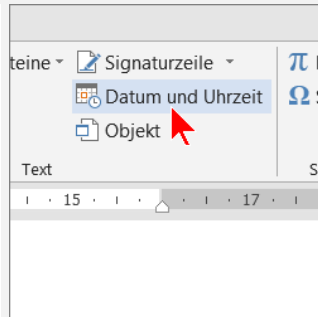 teine Signaturzeile π
Datum und Uhrzeit Ω
Objekt
Text S
15 17